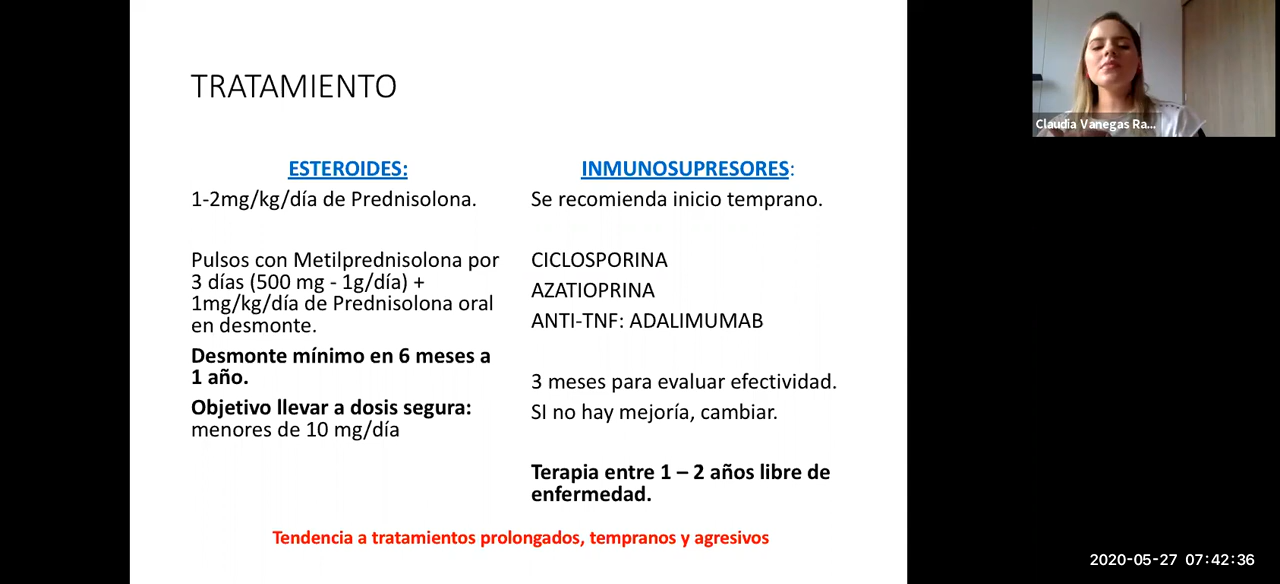 TRATAMIENTO
ESTEROIDES:
1-2mg/kg/día de Prednisolona.
Pulsos con Metilprednisolona por
3 días (500 mg - 1g/día) +
1mg/kg/día de Prednisolona oral
en desmonte.
Desmonte mínimo en 6 meses a
1 año.
Objetivo llevar a dosis segura:
menores de 10 mg/día
INMUNOSUPRESORES:
Se recomienda inicio temprano.
CICLOSPORINA
AZATIOPRINA
ANTI-TNF: ADALIMUMAB
3 meses para evaluar efectividad.
SI no hay mejoría, cambiar.
Terapia entre 1 – 2 años libre de
enfermedad.
Tendencia a tratamientos prolongados, tempranos y agresivos
Claudia Vanegas Ra...
2020-05-27 07:42:36